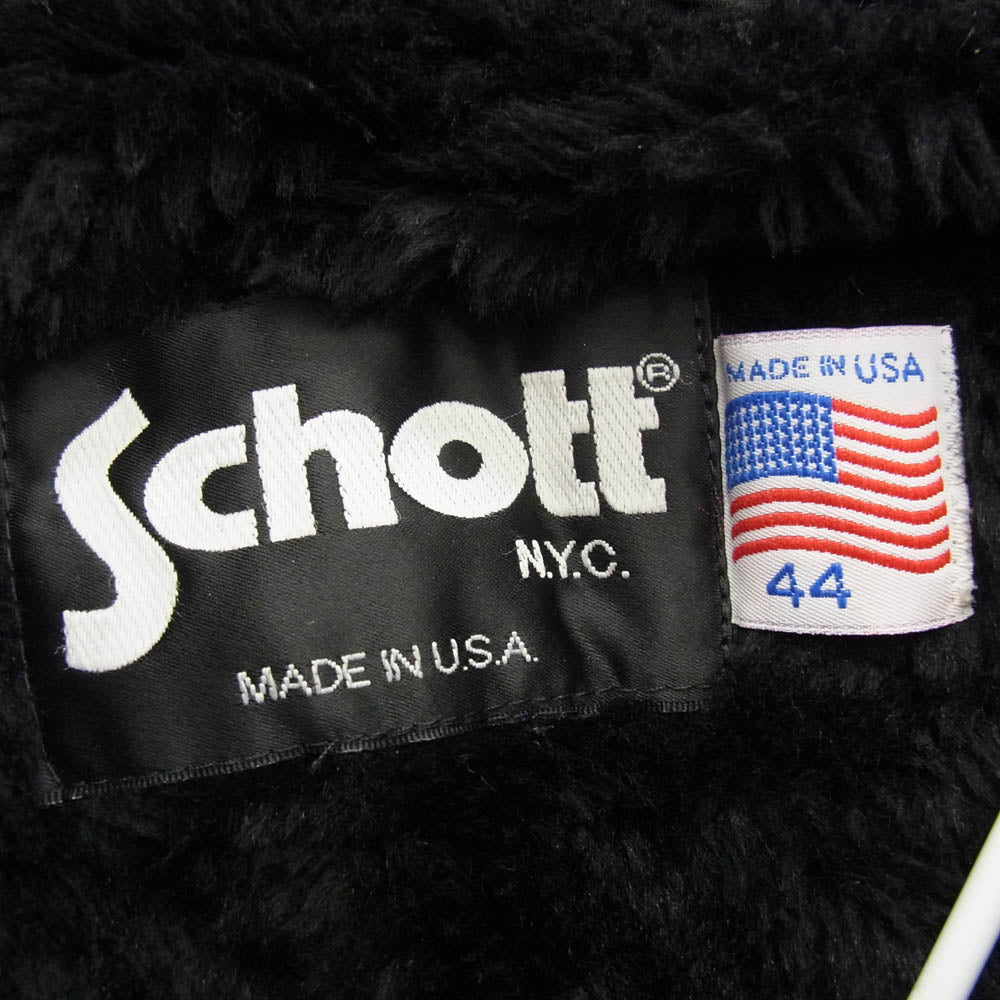 Schott®
N.Y.C.
MADE IN U.S.A.
MADE IN USA
44